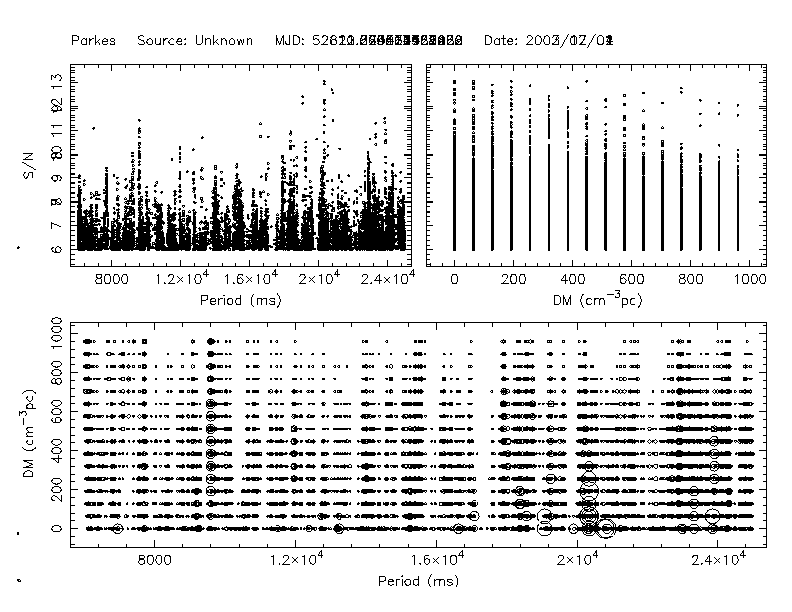 Parkes Source: Unknown MJD: Date:
S/N
6 7 8 9 10 11 12 13
8000 1.2×10⁴ 1.6×10⁴ 2×10⁴ 2.4×10⁴
Period (ms)
0 200 400 600 800 1000
DM (cm⁻³pc)
DM (cm⁻³pc)
0 200 400 600 800 1000
8000 1.2×10⁴ 1.6×10⁴ 2×10⁴ 2.4×10⁴
Period (ms)